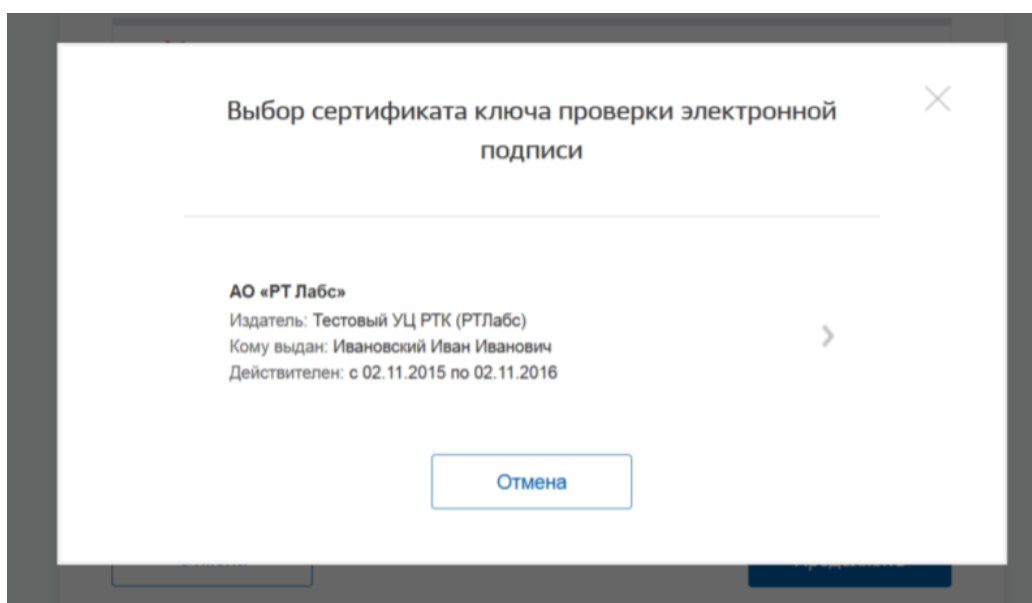 Выбор сертификата ключа проверки электронной
подписи
АО «РТ Лабс»
Издатель: Тестовый УЦ РТК (РТЛабс)
Кому выдан: Ивановский Иван Иванович
Действителен: с 02.11.2015 по 02.11.2016
Отмена